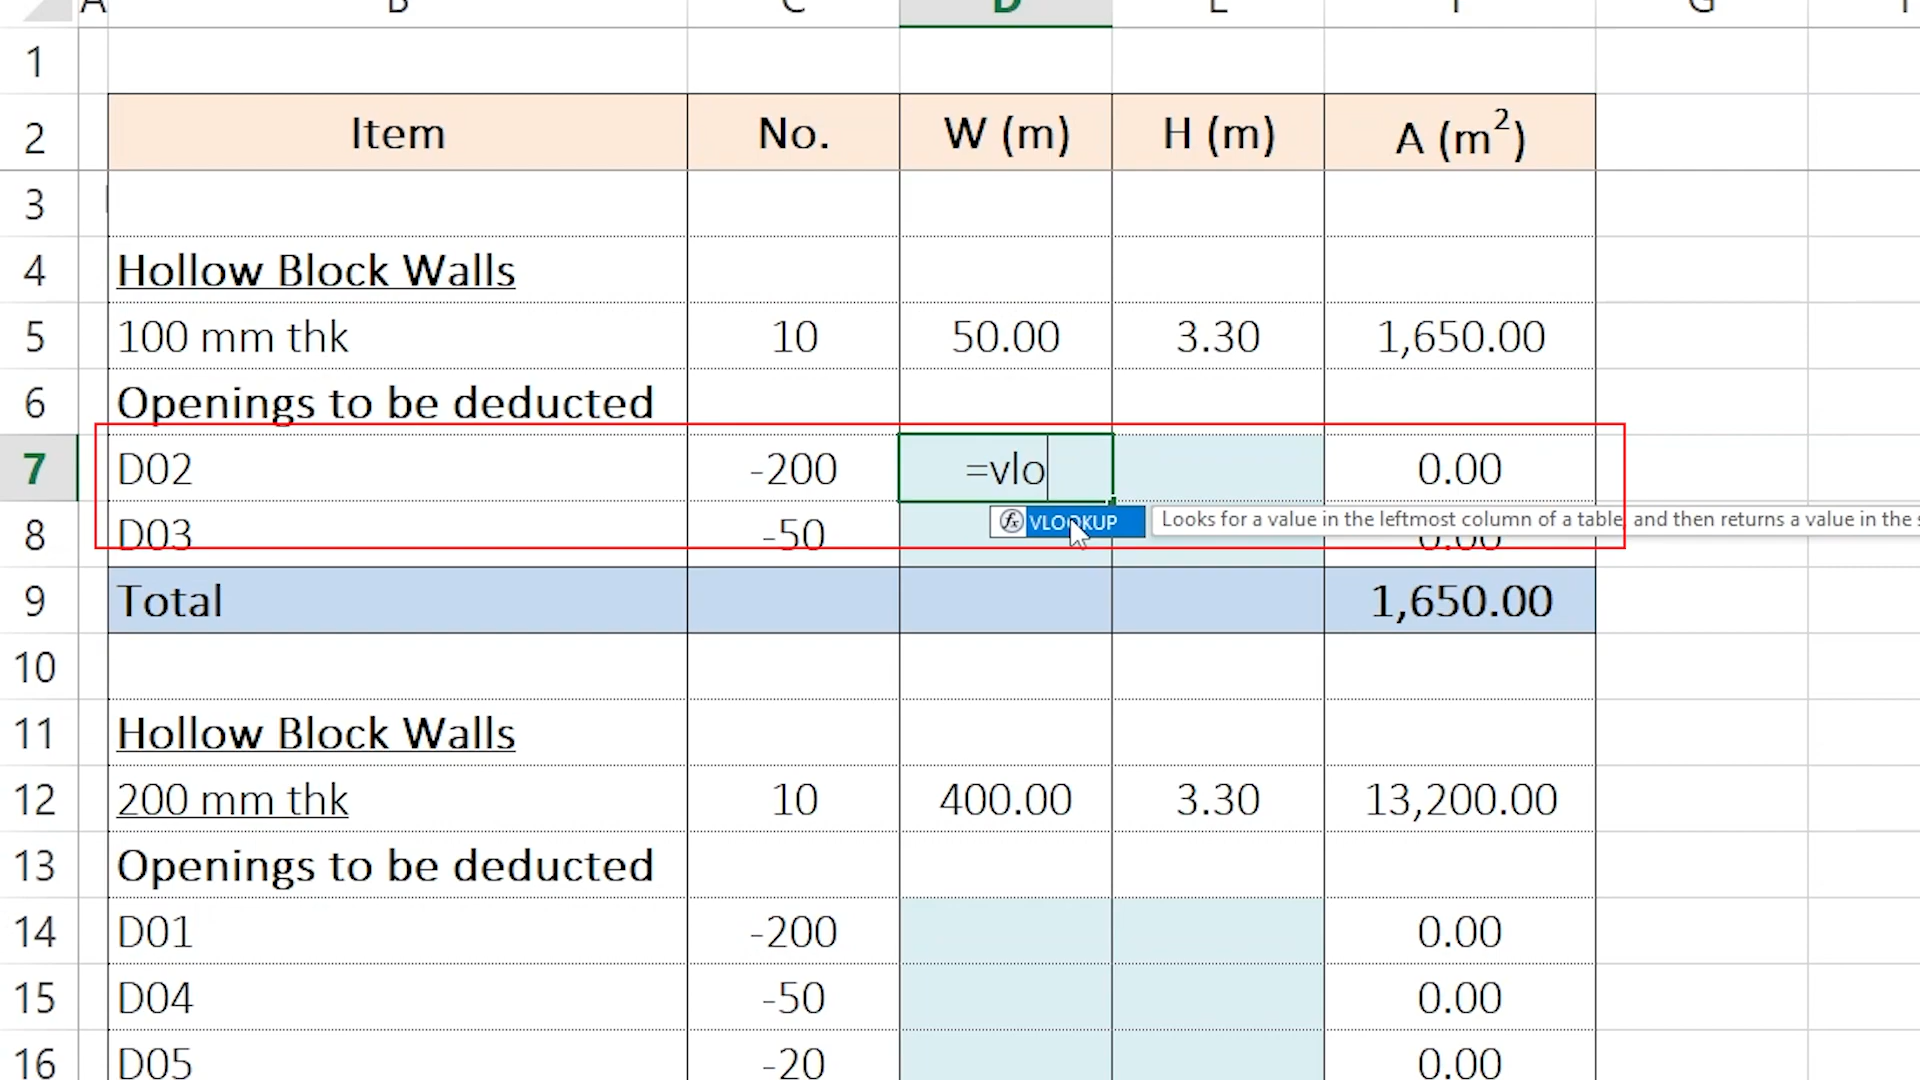 A B C D E F G
1
2 Item No. W (m) H (m) A (m²)
3
4 Hollow Block Walls
5 100 mm thk 10 50.00 3.30 1,650.00
6 Openings to be deducted
7 D02 -200 =vlo 0.00
fx VLOOKUP Looks for a value in the leftmost column of a table, and then returns a value in the s
8 D03 -50 0.00
9 Total 1,650.00
10
11 Hollow Block Walls
12 200 mm thk 10 400.00 3.30 13,200.00
13 Openings to be deducted
14 D01 -200 0.00
15 D04 -50 0.00
16 D05 -20 0.00